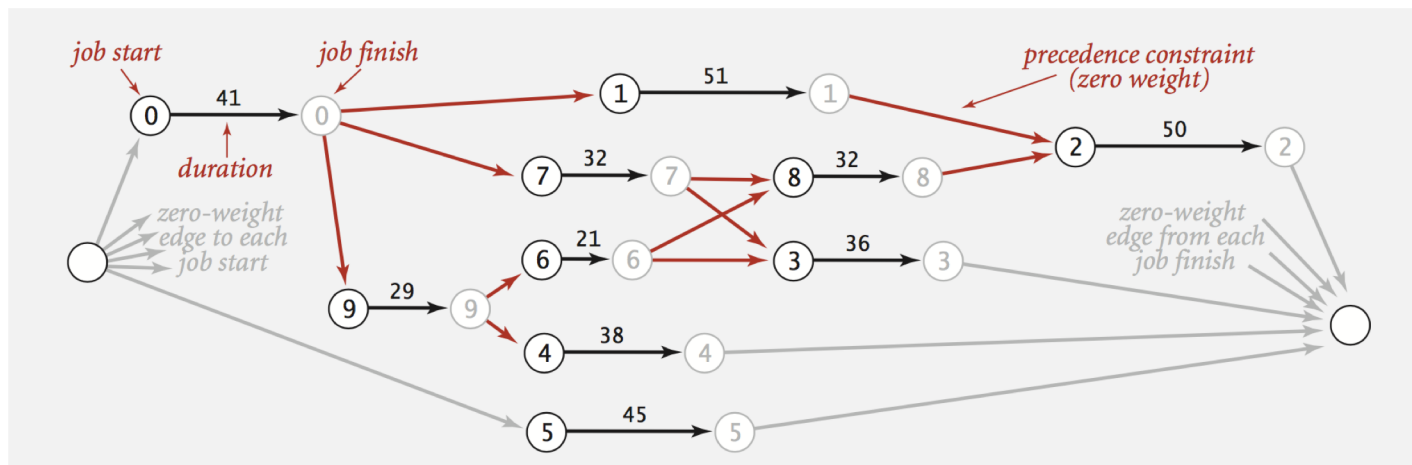 job start
job finish
precedence constraint
(zero weight)
41
51
0
0
1
1
50
duration
32
32
2
2
7
7
8
8
zero-weight
edge to each
job start
zero-weight
edge from each
job finish
21
36
6
6
3
3
29
9
9
38
4
4
45
5
5